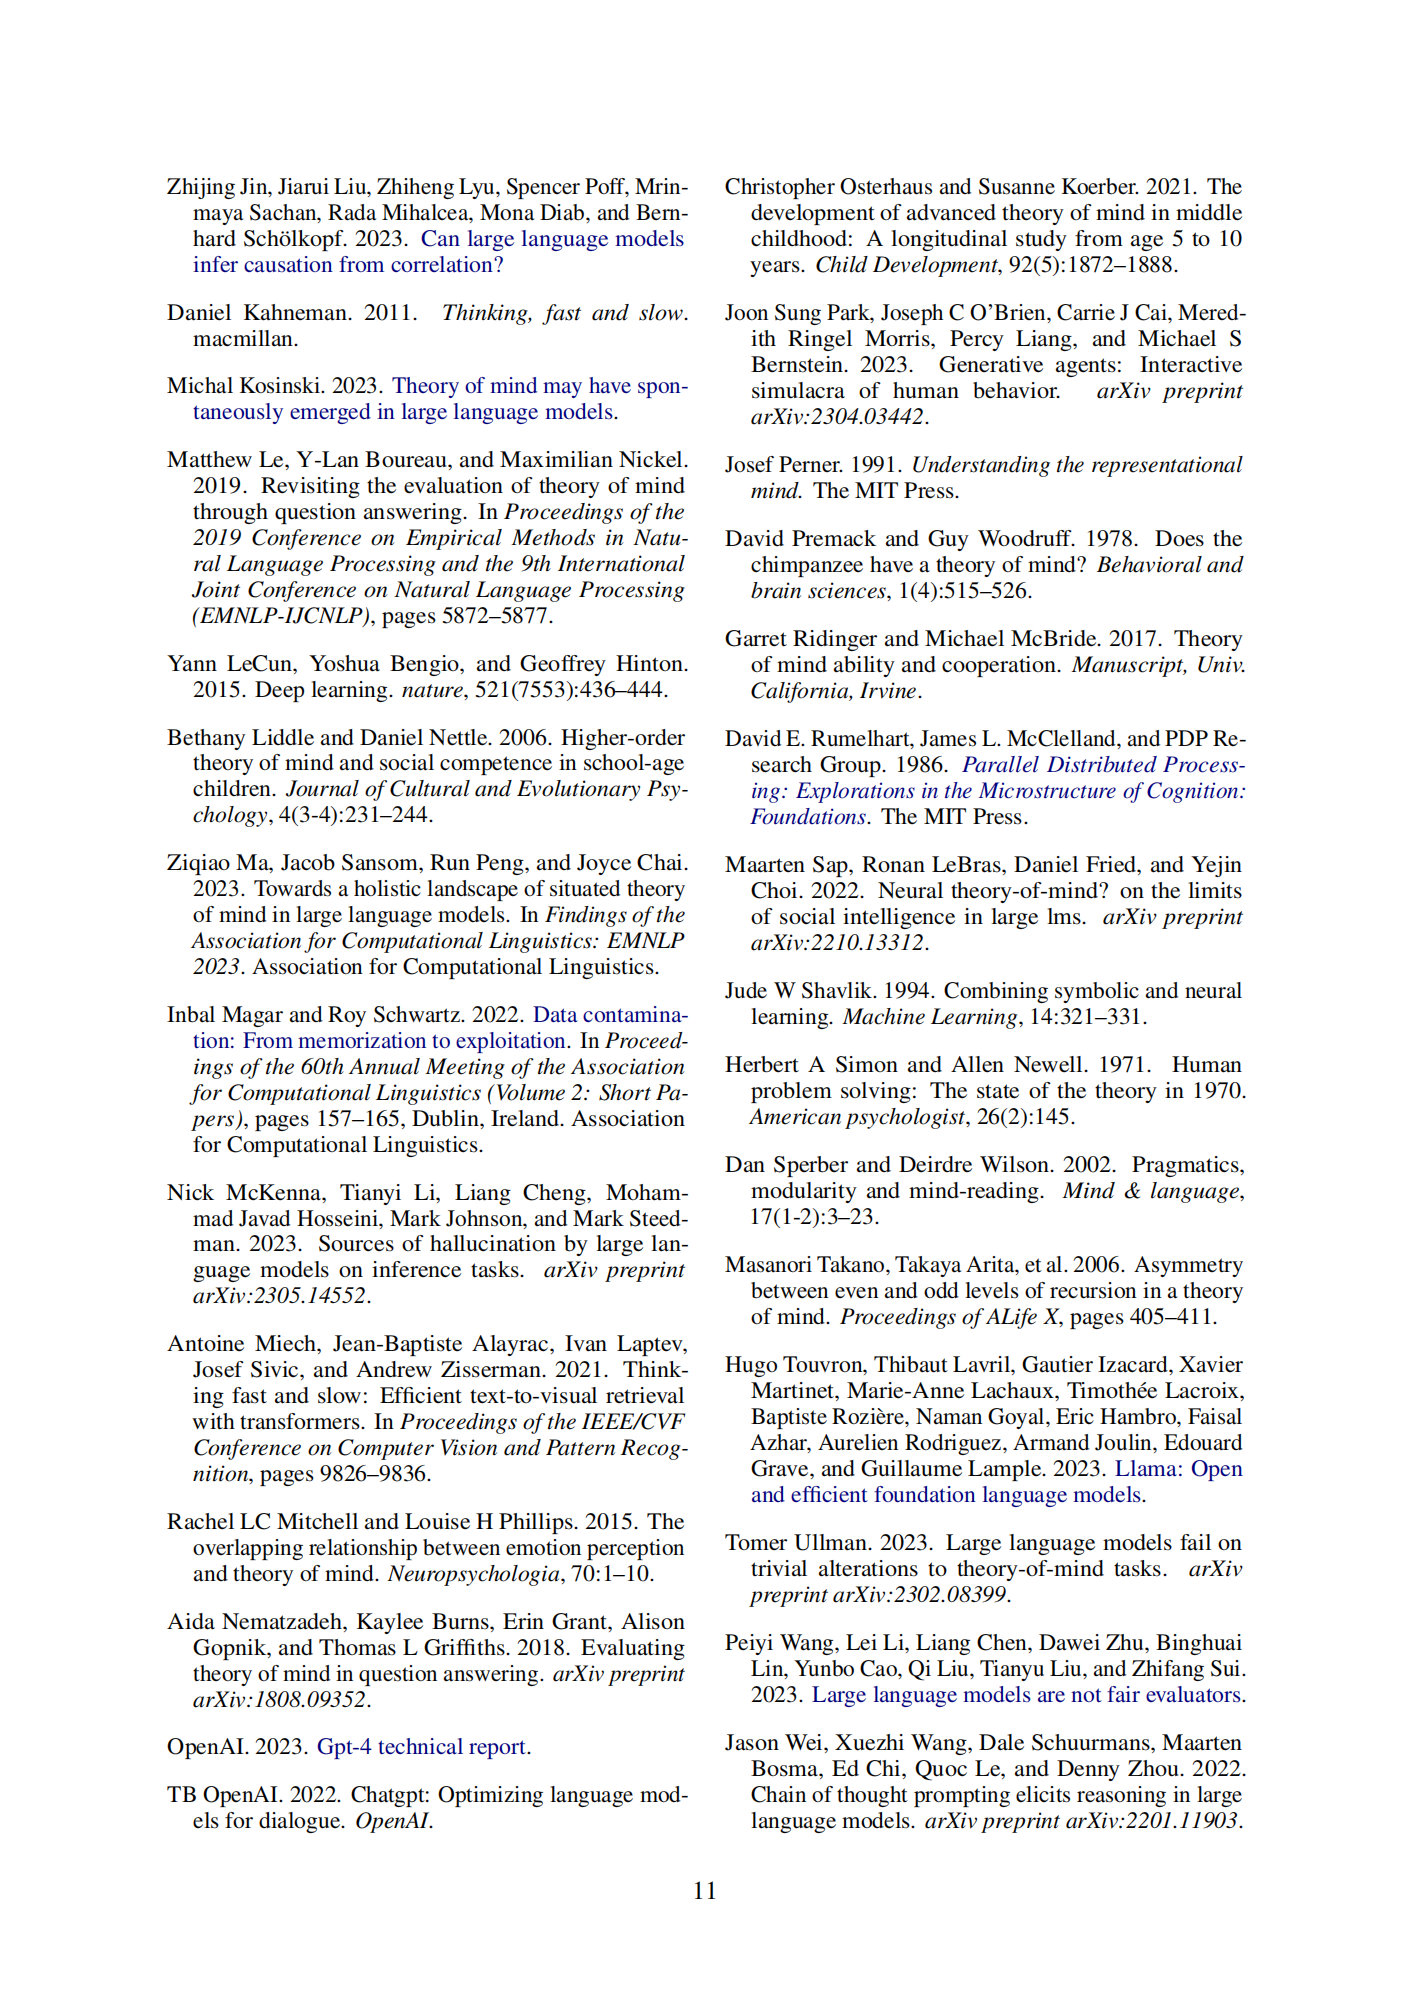 Zhijing Jin, Jiarui Liu, Zhiheng Lyu, Spencer Poff, Mrin-
maya Sachan, Rada Mihalcea, Mona Diab, and Bern-
hard Schölkopf. 2023. Can large language models
infer causation from correlation?
Daniel Kahneman. 2011. Thinking, fast and slow.
macmillan.
Michal Kosinski. 2023. Theory of mind may have spon-
taneously emerged in large language models.
Matthew Le, Y-Lan Boureau, and Maximilian Nickel.
2019. Revisiting the evaluation of theory of mind
through question answering. In Proceedings of the
2019 Conference on Empirical Methods in Natu-
ral Language Processing and the 9th International
Joint Conference on Natural Language Processing
(EMNLP-IJCNLP), pages 5872–5877.
Yann LeCun, Yoshua Bengio, and Geoffrey Hinton.
2015. Deep learning. nature, 521(7553):436–444.
Bethany Liddle and Daniel Nettle. 2006. Higher-order
theory of mind and social competence in school-age
children. Journal of Cultural and Evolutionary Psy-
chology, 4(3-4):231–244.
Ziqiao Ma, Jacob Sansom, Run Peng, and Joyce Chai.
2023. Towards a holistic landscape of situated theory
of mind in large language models. In Findings of the
Association for Computational Linguistics: EMNLP
2023. Association for Computational Linguistics.
Inbal Magar and Roy Schwartz. 2022. Data contamina-
tion: From memorization to exploitation. In Proceed-
ings of the 60th Annual Meeting of the Association
for Computational Linguistics (Volume 2: Short Pa-
pers), pages 157–165, Dublin, Ireland. Association
for Computational Linguistics.
Nick McKenna, Tianyi Li, Liang Cheng, Moham-
mad Javad Hosseini, Mark Johnson, and Mark Steed-
man. 2023. Sources of hallucination by large lan-
guage models on inference tasks. arXiv preprint
arXiv:2305.14552.
Antoine Miech, Jean-Baptiste Alayrac, Ivan Laptev,
Josef Sivic, and Andrew Zisserman. 2021. Think-
ing fast and slow: Efficient text-to-visual retrieval
with transformers. In Proceedings of the IEEE/CVF
Conference on Computer Vision and Pattern Recog-
nition, pages 9826–9836.
Rachel LC Mitchell and Louise H Phillips. 2015. The
overlapping relationship between emotion perception
and theory of mind. Neuropsychologia, 70:1–10.
Aida Nematzadeh, Kaylee Burns, Erin Grant, Alison
Gopnik, and Thomas L Griffiths. 2018. Evaluating
theory of mind in question answering. arXiv preprint
arXiv:1808.09352.
OpenAI. 2023. Gpt-4 technical report.
TB OpenAI. 2022. Chatgpt: Optimizing language mod-
els for dialogue. OpenAI.
Christopher Osterhaus and Susanne Koerber. 2021. The
development of advanced theory of mind in middle
childhood: A longitudinal study from age 5 to 10
years. Child Development, 92(5):1872–1888.
Joon Sung Park, Joseph C O'Brien, Carrie J Cai, Mered-
ith Ringel Morris, Percy Liang, and Michael S
Bernstein. 2023. Generative agents: Interactive
simulacra of human behavior. arXiv preprint
arXiv:2304.03442.
Josef Perner. 1991. Understanding the representational
mind. The MIT Press.
David Premack and Guy Woodruff. 1978. Does the
chimpanzee have a theory of mind? Behavioral and
brain sciences, 1(4):515–526.
Garret Ridinger and Michael McBride. 2017. Theory
of mind ability and cooperation. Manuscript, Univ.
California, Irvine.
David E. Rumelhart, James L. McClelland, and PDP Re-
search Group. 1986. Parallel Distributed Process-
ing: Explorations in the Microstructure of Cognition:
Foundations. The MIT Press.
Maarten Sap, Ronan LeBras, Daniel Fried, and Yejin
Choi. 2022. Neural theory-of-mind? on the limits
of social intelligence in large lms. arXiv preprint
arXiv:2210.13312.
Jude W Shavlik. 1994. Combining symbolic and neural
learning. Machine Learning, 14:321–331.
Herbert A Simon and Allen Newell. 1971. Human
problem solving: The state of the theory in 1970.
American psychologist, 26(2):145.
Dan Sperber and Deirdre Wilson. 2002. Pragmatics,
modularity and mind-reading. Mind & language,
17(1-2):3–23.
Masanori Takano, Takaya Arita, et al. 2006. Asymmetry
between even and odd levels of recursion in a theory
of mind. Proceedings of ALife X, pages 405–411.
Hugo Touvron, Thibaut Lavril, Gautier Izacard, Xavier
Martinet, Marie-Anne Lachaux, Timothée Lacroix,
Baptiste Rozière, Naman Goyal, Eric Hambro, Faisal
Azhar, Aurelien Rodriguez, Armand Joulin, Edouard
Grave, and Guillaume Lample. 2023. Llama: Open
and efficient foundation language models.
Tomer Ullman. 2023. Large language models fail on
trivial alterations to theory-of-mind tasks. arXiv
preprint arXiv:2302.08399.
Peiyi Wang, Lei Li, Liang Chen, Dawei Zhu, Binghuai
Lin, Yunbo Cao, Qi Liu, Tianyu Liu, and Zhifang Sui.
2023. Large language models are not fair evaluators.
Jason Wei, Xuezhi Wang, Dale Schuurmans, Maarten
Bosma, Ed Chi, Quoc Le, and Denny Zhou. 2022.
Chain of thought prompting elicits reasoning in large
language models. arXiv preprint arXiv:2201.11903.
11